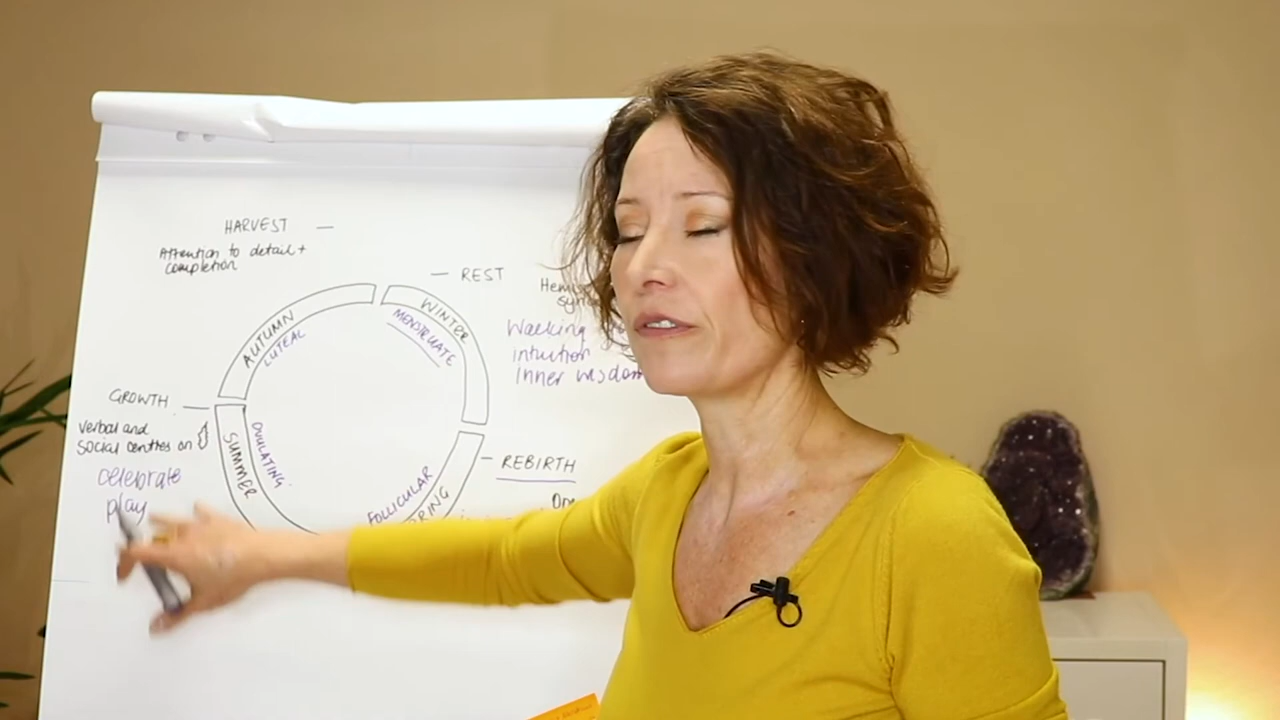 HARVEST —
Attention to detail +
completion
— REST
WINTER
MENSTRUATE
AUTUMN
LUTEAL
Walking
intuition
inner wisdom
GROWTH —
verbal and
social centres on
celebrate
play
SUMMER
OVULATING
— REBIRTH
FOLLICULAR